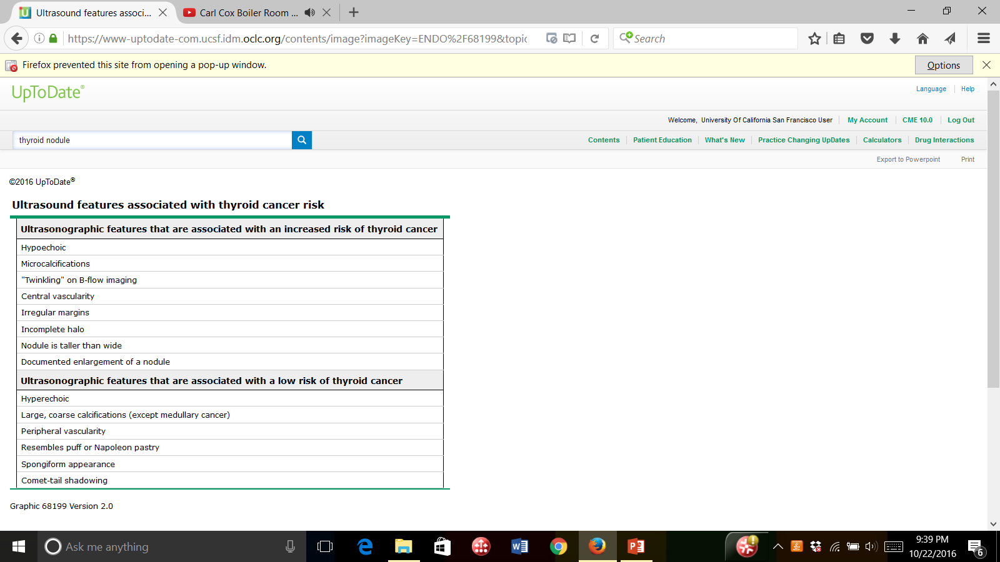 Ultrasound features associ...
Carl Cox Boiler Room ...
https://www-uptodate-com.ucsf.idm.oclc.org/contents/image?imageKey=ENDO%2F68199&topic
Search
Firefox prevented this site from opening a pop-up window.
Options
UpToDate®
Language
Help
Welcome, University Of California San Francisco User
My Account
CME 10.0
Log Out
thyroid nodule
Contents
Patient Education
What's New
Practice Changing UpDates
Calculators
Drug Interactions
Export to Powerpoint
Print
©2016 UpToDate®
Ultrasound features associated with thyroid cancer risk
Ultrasonographic features that are associated with an increased risk of thyroid cancer
Hypoechoic
Microcalcifications
"Twinkling" on B-flow imaging
Central vascularity
Irregular margins
Incomplete halo
Nodule is taller than wide
Documented enlargement of a nodule
Ultrasonographic features that are associated with a low risk of thyroid cancer
Hyperechoic
Large, coarse calcifications (except medullary cancer)
Peripheral vascularity
Resembles puff or Napoleon pastry
Spongiform appearance
Comet-tail shadowing
Graphic 68199 Version 2.0
Ask me anything
9:39 PM
10/22/2016
6